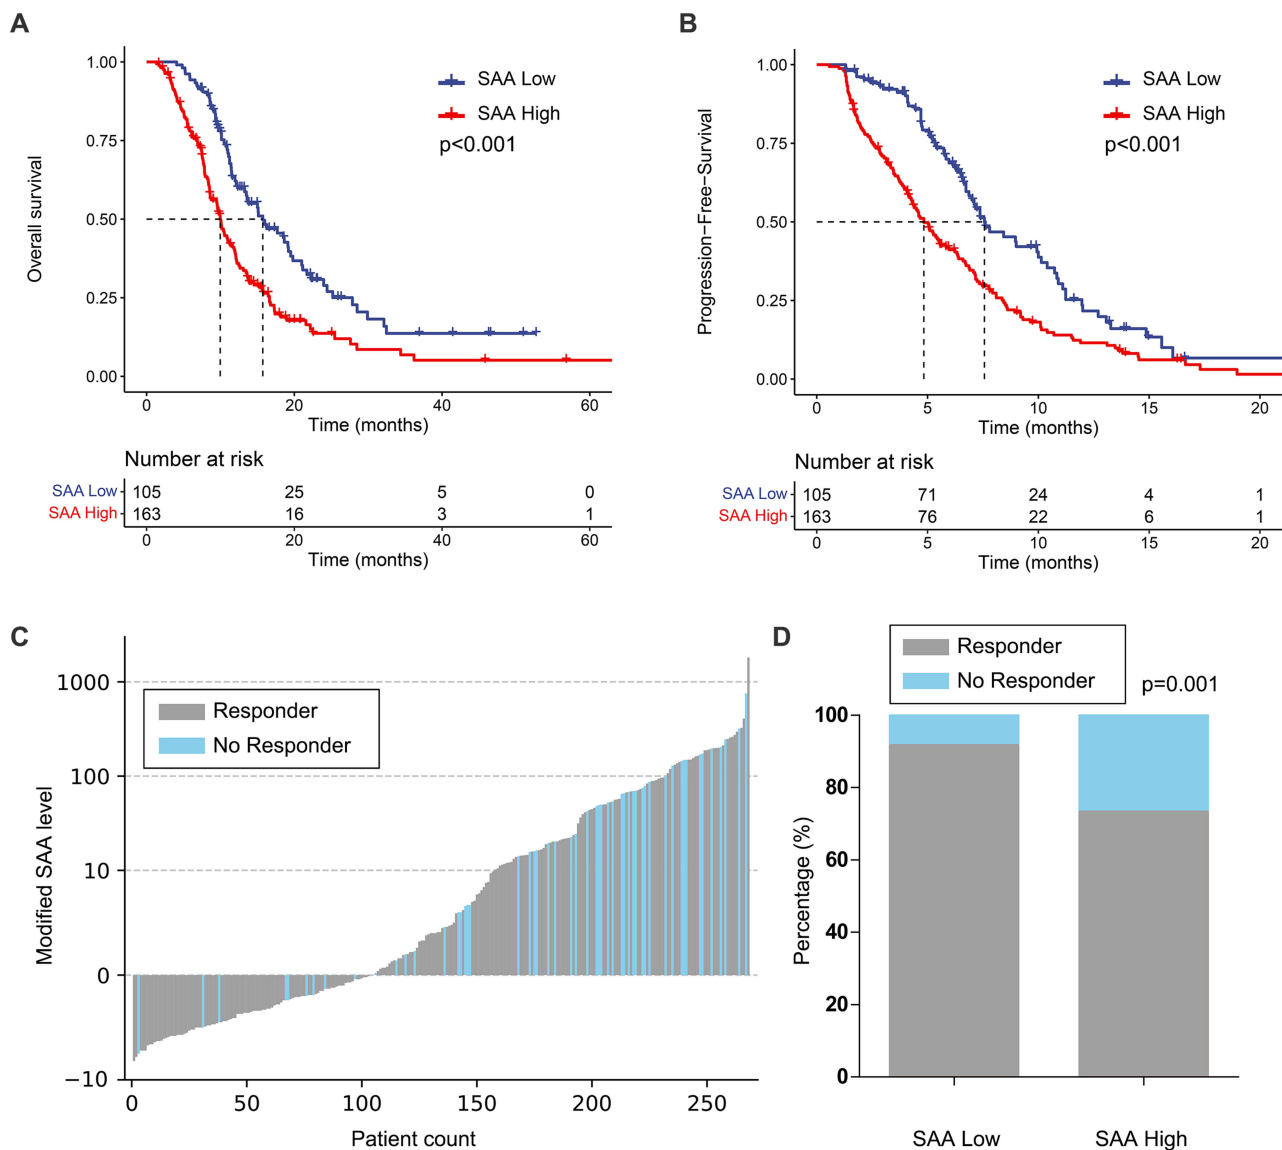 A
1.00
0.75
0.50
0.25
0.00
Overall survival
SAA Low
SAA High
p<0.001
0 20 40 60
Time (months)
Number at risk
SAA Low 105 25 5 0
SAA High 163 16 3 1
0 20 40 60
Time (months)
B
1.00
0.75
0.50
0.25
0.00
Progression−Free−Survival
SAA Low
SAA High
p<0.001
0 5 10 15 20
Time (months)
Number at risk
SAA Low 105 71 24 4 1
SAA High 163 76 22 6 1
0 5 10 15 20
Time (months)
C
1000
100
10
0
−10
Modified SAA level
Responder
No Responder
0 50 100 150 200 250
Patient count
D
Responder
No Responder
p=0.001
100
80
60
40
20
0
Percentage (%)
SAA Low SAA High